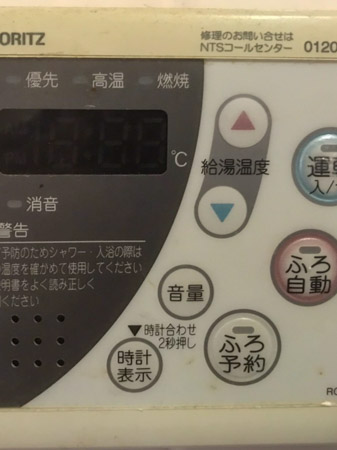 ORITZ
修理のお問い合せは
NTSコールセンター 0120
優先 高温 燃焼
℃
給湯温度
運
入/
消音
警告
予防のためシャワー・入浴の際は
温度を確かめて使用してください
明書をよく読み正しく
ください
ふろ
自動
音量
▼時計合わせ
2秒押し
時計
表示
ふろ
予約
RC